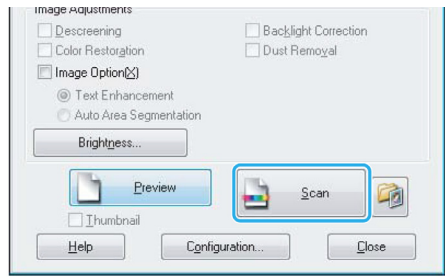 Image Adjustments
Descreening Backlight Correction
Color Restoration Dust Removal
Image Option(X)
Text Enhancement
Auto Area Segmentation
Brightness...
Preview Scan
Thumbnail
Help Configuration... Close